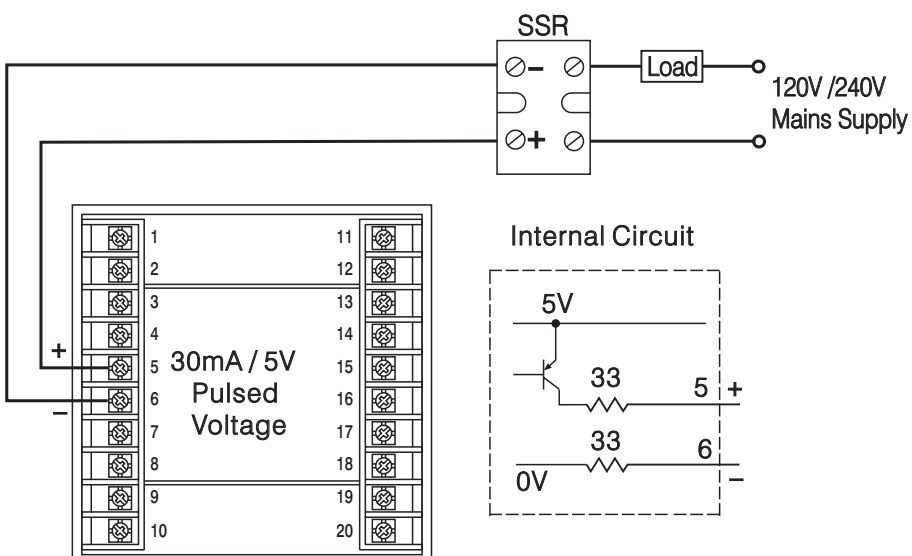 SSR
−
+
Load
120V /240V
Mains Supply
1
2
3
4
5
6
7
8
9
10
11
12
13
14
15
16
17
18
19
20
+
−
30mA / 5V
Pulsed
Voltage
Internal Circuit
5V
33
5 +
33
6
−
0V